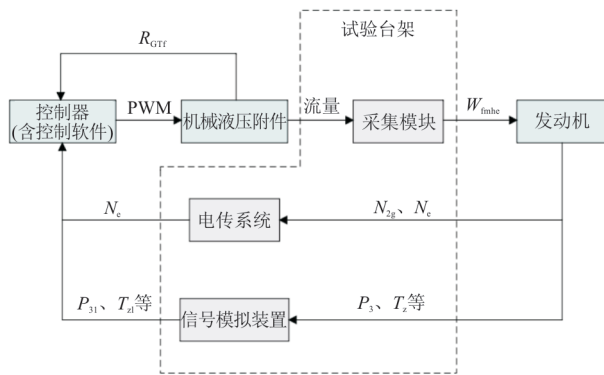 试验台架
R_GTf
控制器
(含控制软件)
PWM
机械液压附件
流量
采集模块
W_fmhc
发动机
N_e
电传系统
N_2g、N_e
P_31、T_z1等
信号模拟装置
P_3、T_z等